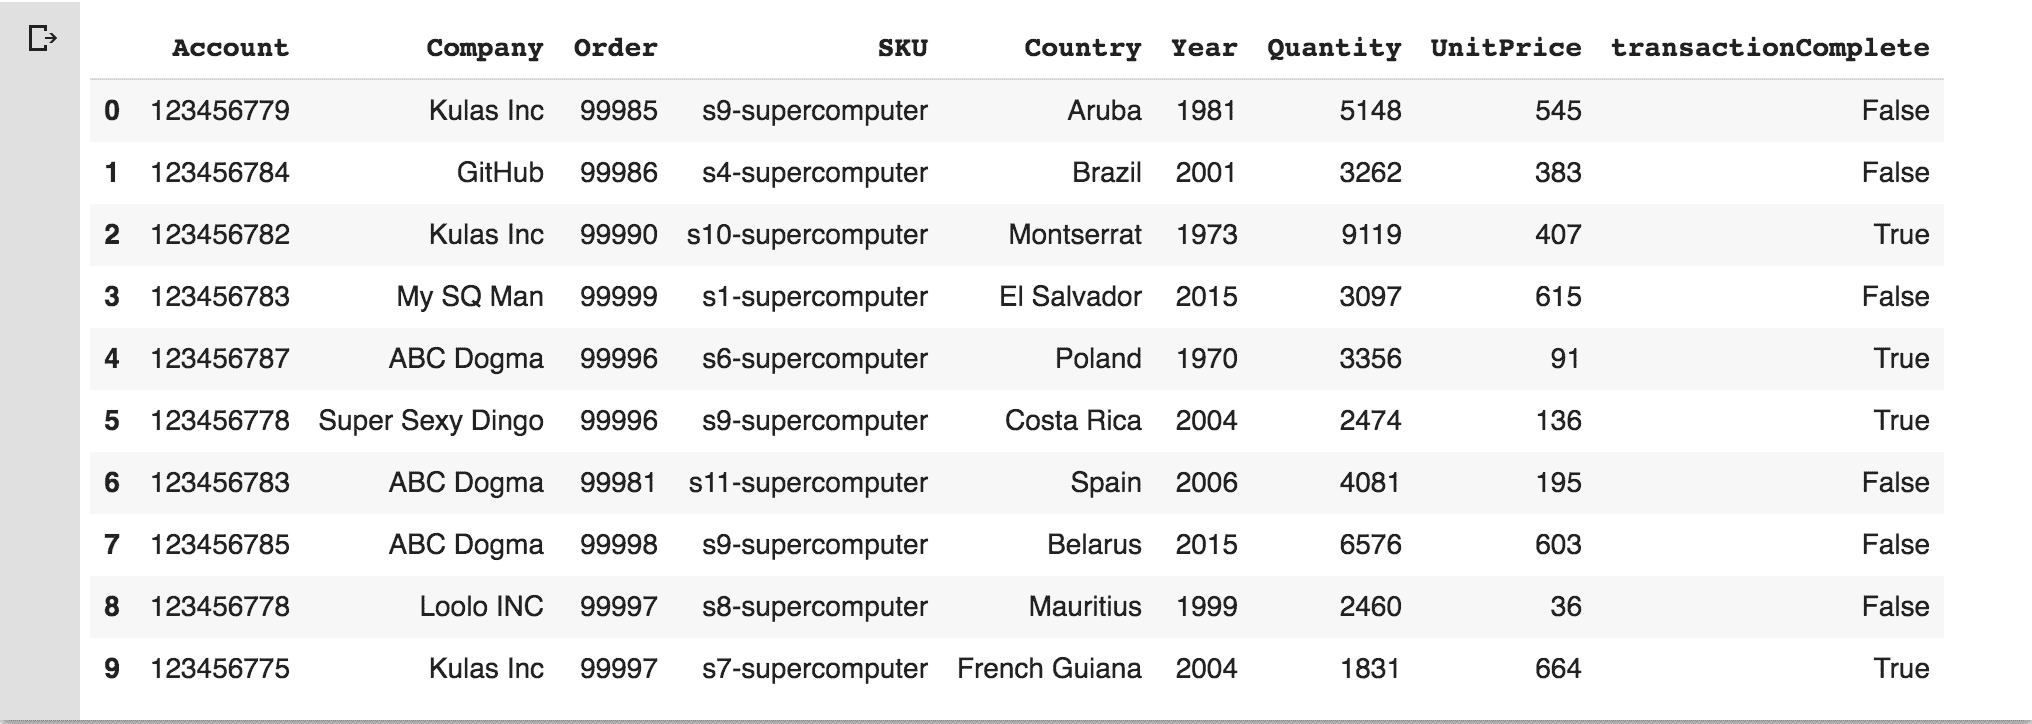 Account Company Order SKU Country Year Quantity UnitPrice transactionComplete
0 123456779 Kulas Inc 99985 s9-supercomputer Aruba 1981 5148 545 False
1 123456784 GitHub 99986 s4-supercomputer Brazil 2001 3262 383 False
2 123456782 Kulas Inc 99990 s10-supercomputer Montserrat 1973 9119 407 True
3 123456783 My SQ Man 99999 s1-supercomputer El Salvador 2015 3097 615 False
4 123456787 ABC Dogma 99996 s6-supercomputer Poland 1970 3356 91 True
5 123456778 Super Sexy Dingo 99996 s9-supercomputer Costa Rica 2004 2474 136 True
6 123456783 ABC Dogma 99981 s11-supercomputer Spain 2006 4081 195 False
7 123456785 ABC Dogma 99998 s9-supercomputer Belarus 2015 6576 603 False
8 123456778 Loolo INC 99997 s8-supercomputer Mauritius 1999 2460 36 False
9 123456775 Kulas Inc 99997 s7-supercomputer French Guiana 2004 1831 664 True